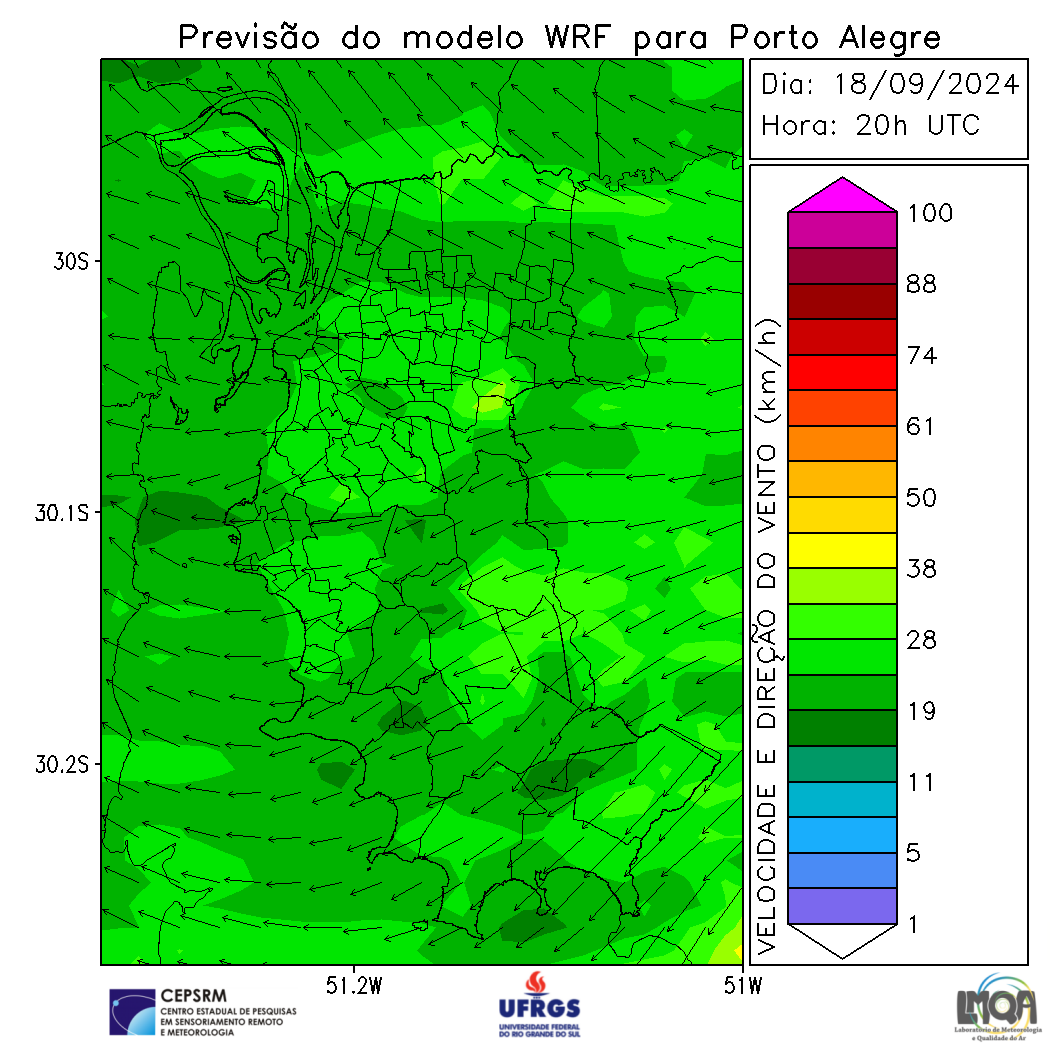 Previsão do modelo WRF para Porto Alegre
Dia: 18/09/2024
Hora: 20h UTC
30S
30.1S
30.2S
51.2W
51W
VELOCIDADE E DIREÇÃO DO VENTO (km/h)
100
88
74
61
50
38
28
19
11
5
1
CEPSRM
CENTRO ESTADUAL DE PESQUISAS
EM SENSORIAMENTO REMOTO
E METEOROLOGIA
UFRGS
UNIVERSIDADE FEDERAL
DO RIO GRANDE DO SUL
LMQA
Laboratório de Meteorologia
e Qualidade do Ar